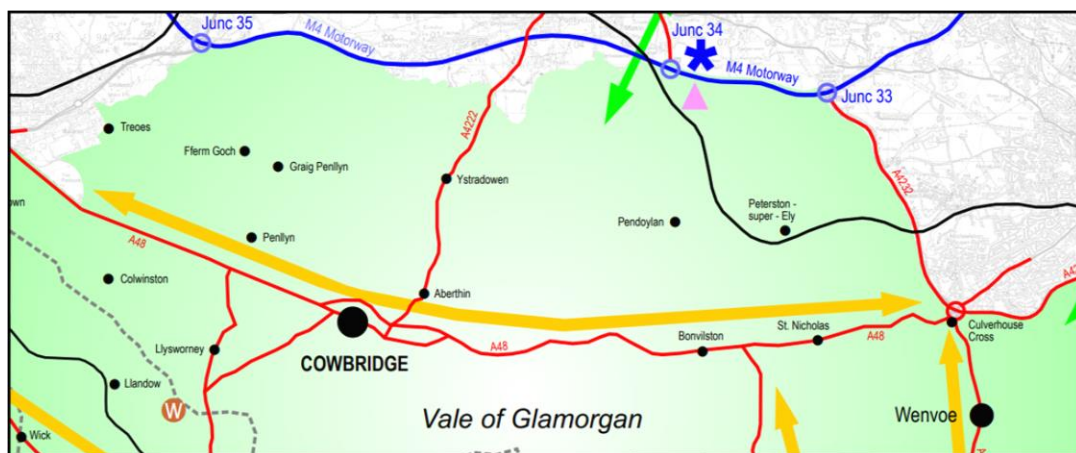 Junc 35
M4 Motorway
Junc 34
M4 Motorway
Junc 33
Treoes
Fferm Goch
Graig Penllyn
A4222
Ystradowen
A4232
Peterston -
super - Ely
Pendoylan
own
A48
Penllyn
Colwinston
Aberthin
Llysworney
COWBRIDGE
A48
Bonvilston
St. Nicholas
A48
Culverhouse
Cross
Llandow
W
Vale of Glamorgan
Wenvoe
Wick